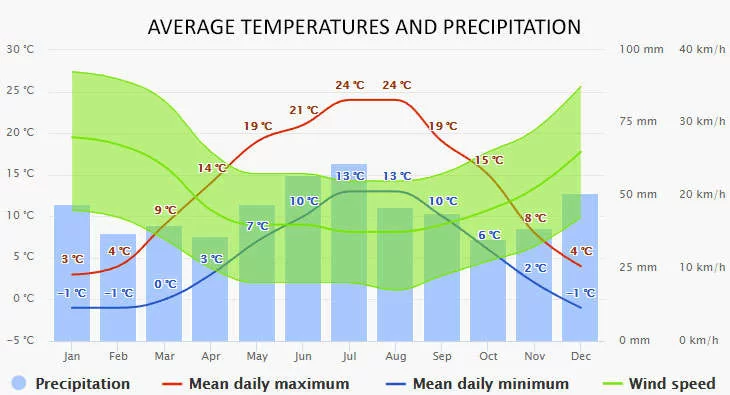 AVERAGE TEMPERATURES AND PRECIPITATION
30 °C 100 mm 40 km/h
25 °C 24 °C 24 °C
21 °C
20 °C 19 °C 19 °C 75 mm 30 km/h
15 °C 14 °C 15 °C
13 °C 13 °C
10 °C 9 °C 10 °C 10 °C 50 mm 20 km/h
7 °C 8 °C
5 °C 3 °C 4 °C 3 °C 6 °C 4 °C 25 mm 10 km/h
0 °C −1 °C −1 °C 0 °C 2 °C −1 °C
−5 °C 0 mm 0 km/h
Jan Feb Mar Apr May Jun Jul Aug Sep Oct Nov Dec
Precipitation Mean daily maximum Mean daily minimum Wind speed